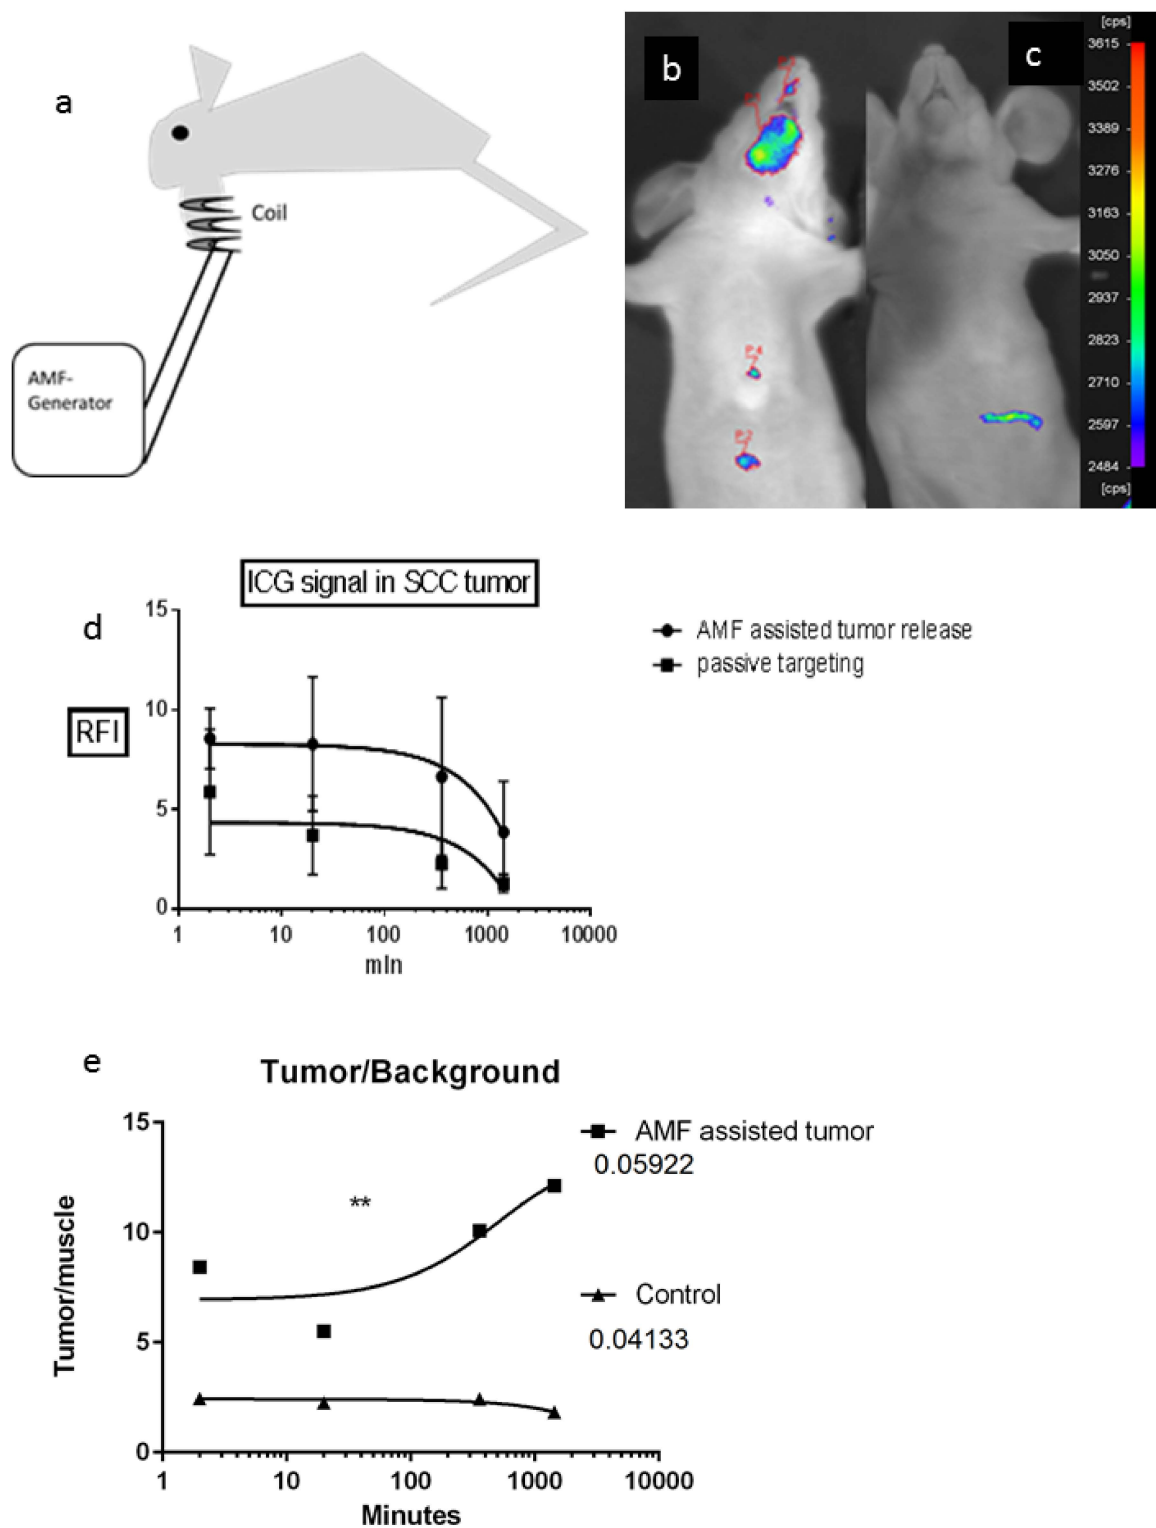 a
Coil
AMF-
Generator
b
c
[cps]
3615
3502
3389
3276
3163
3050
2937
2823
2710
2597
2484
[cps]
P.4
P.2
d
ICG signal in SCC tumor
15
10
5
0
RFI
1
10
100
1000
10000
mIn
AMF assisted tumor release
passive targeting
e
Tumor/Background
15
10
5
0
Tumor/muscle
1
10
100
1000
10000
Minutes
**
AMF assisted tumor
0.05922
Control
0.04133